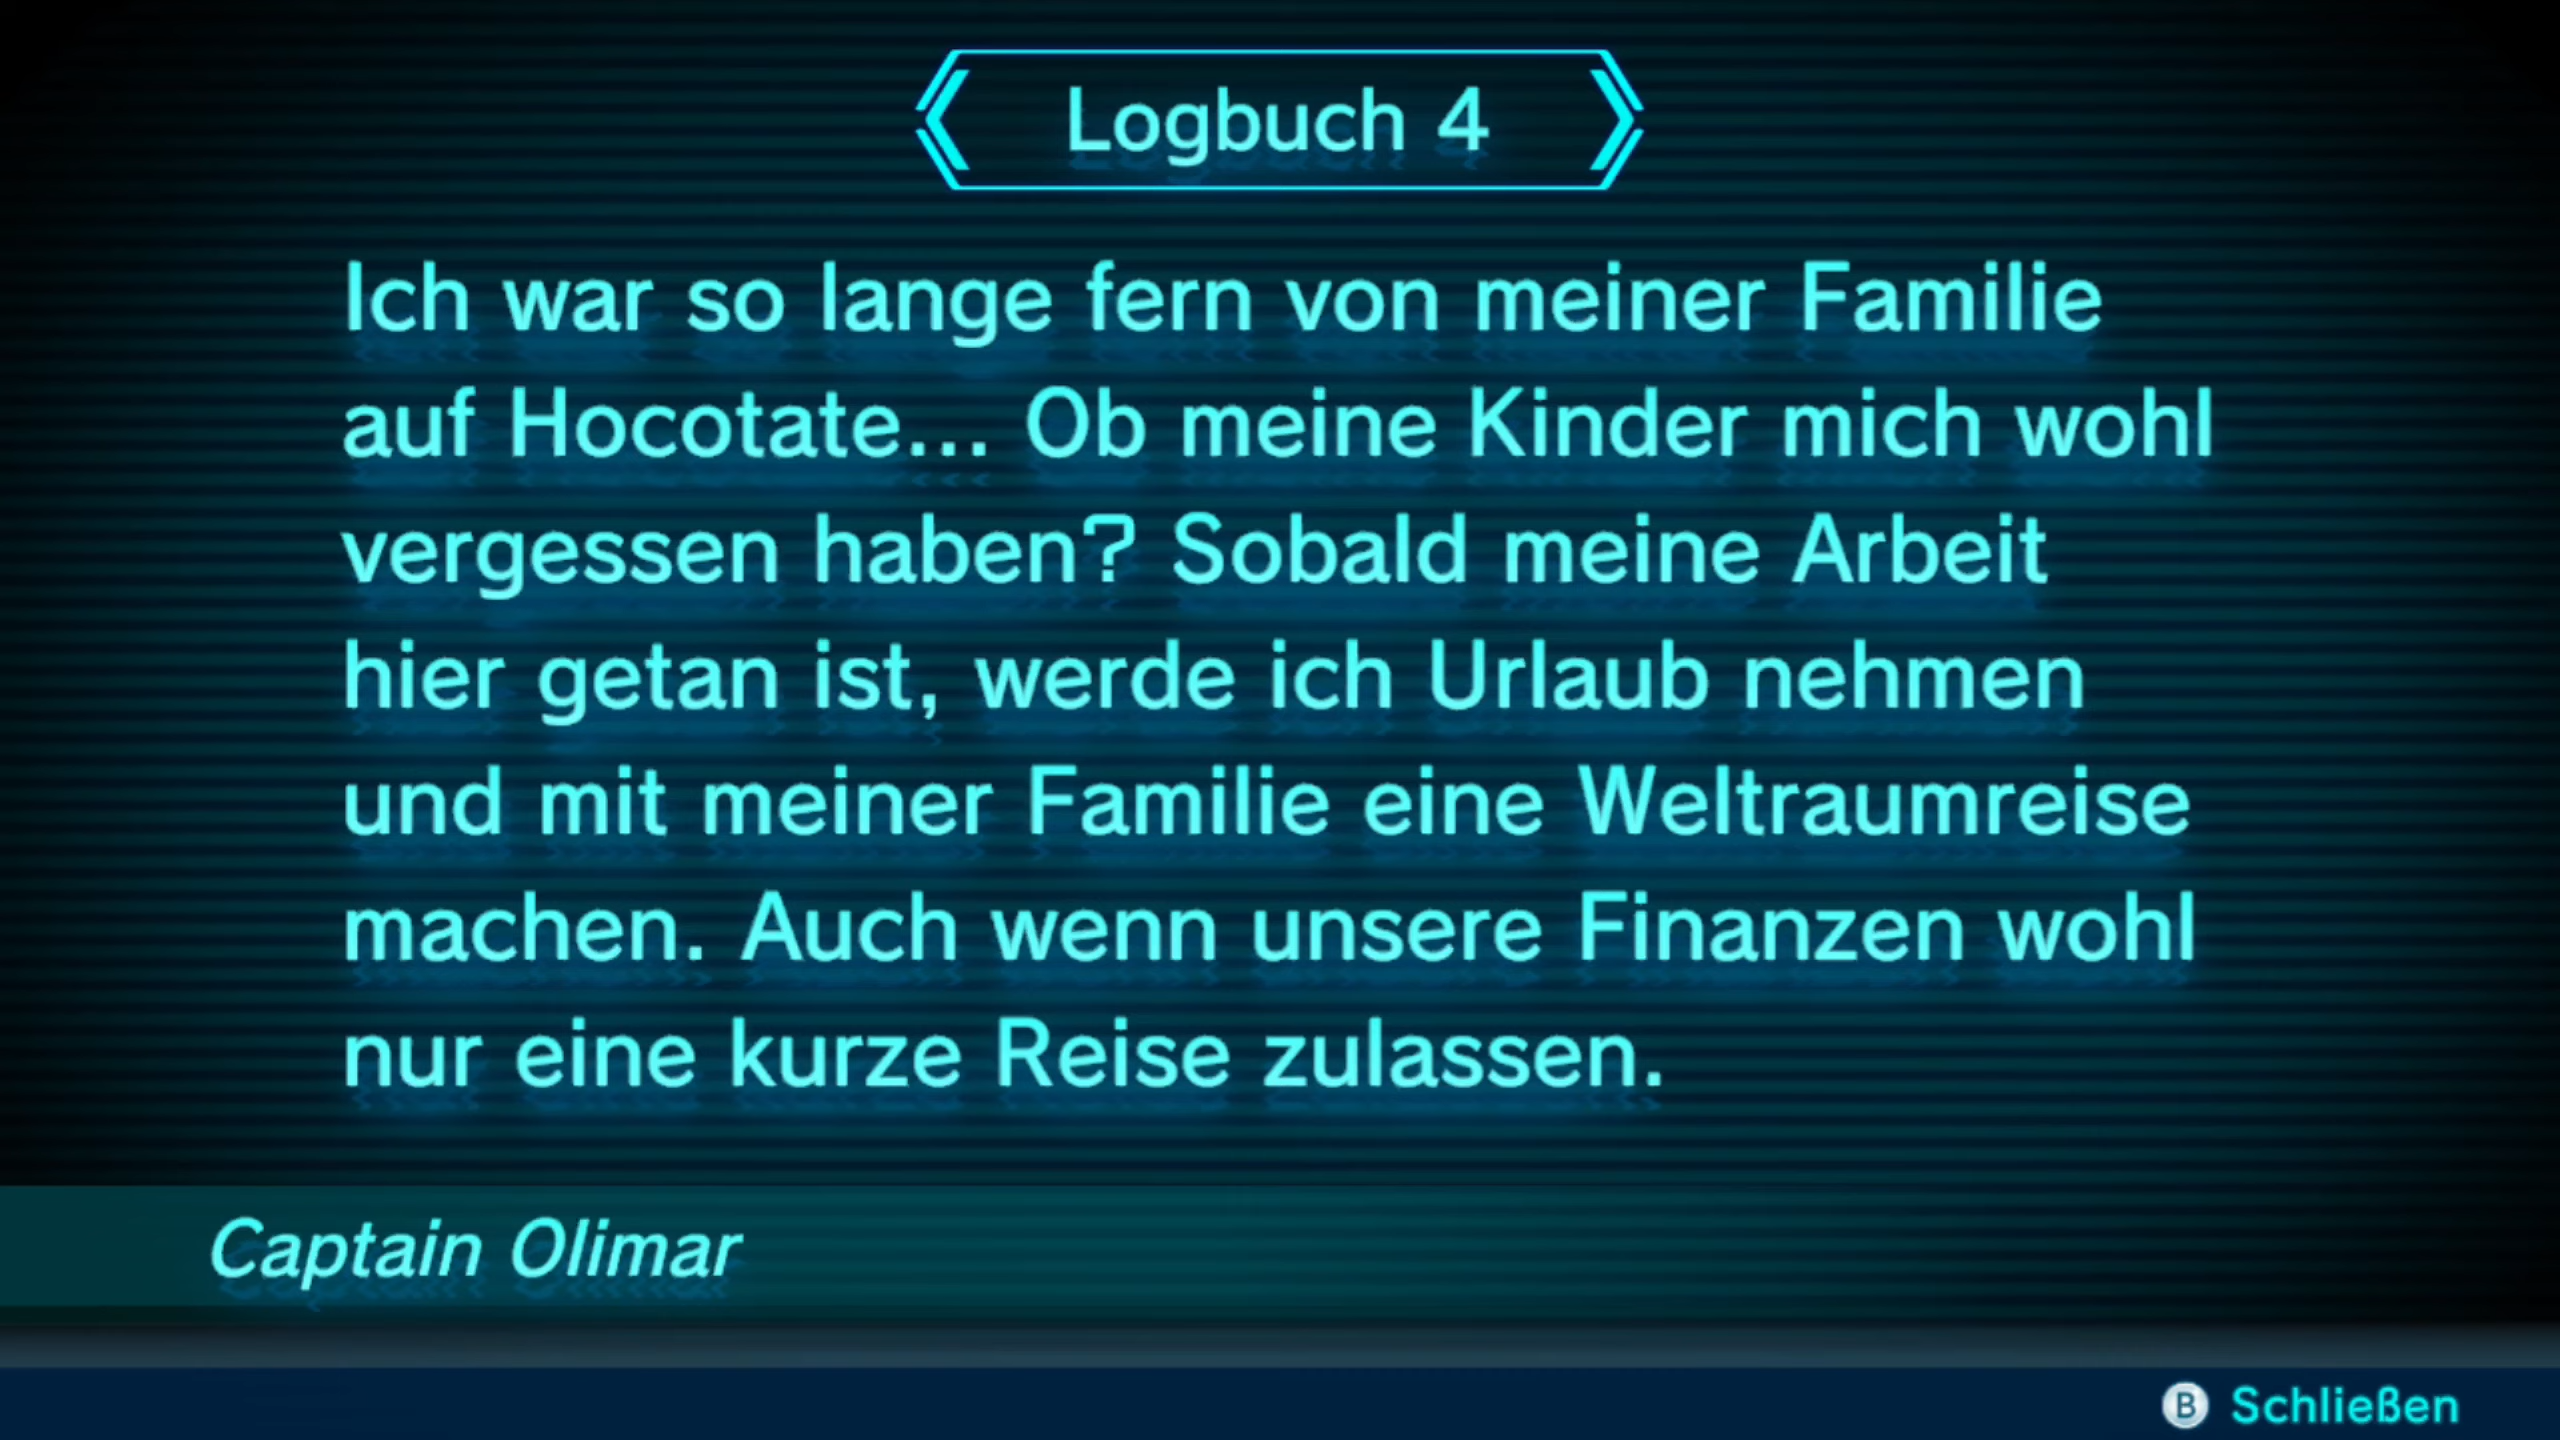 Logbuch 4
Ich war so lange fern von meiner Familie
auf Hocotate... Ob meine Kinder mich wohl
vergessen haben? Sobald meine Arbeit
hier getan ist, werde ich Urlaub nehmen
und mit meiner Familie eine Weltraumreise
machen. Auch wenn unsere Finanzen wohl
nur eine kurze Reise zulassen.
Captain Olimar
B Schließen